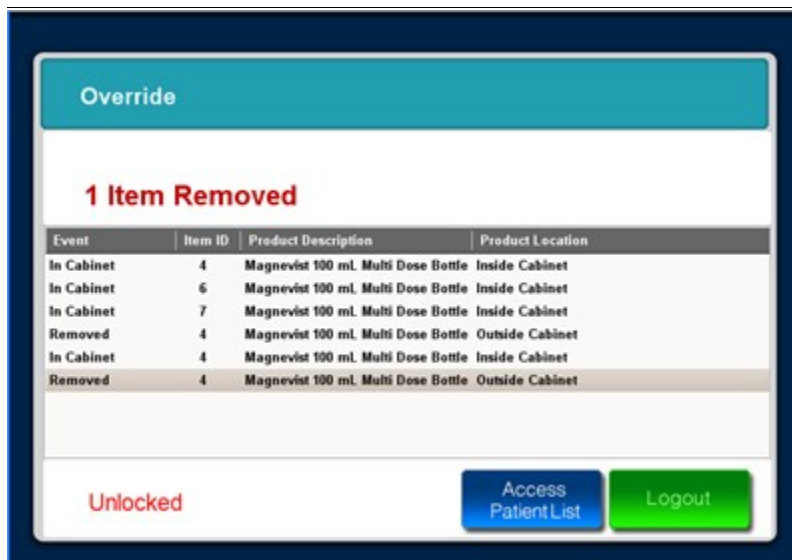 Override
1 Item Removed
Event Item ID Product Description Product Location
In Cabinet 4 Magnevist 100 mL Multi Dose Bottle Inside Cabinet
In Cabinet 6 Magnevist 100 mL Multi Dose Bottle Inside Cabinet
In Cabinet 7 Magnevist 100 mL Multi Dose Bottle Inside Cabinet
Removed 4 Magnevist 100 mL Multi Dose Bottle Outside Cabinet
In Cabinet 4 Magnevist 100 mL Multi Dose Bottle Inside Cabinet
Removed 4 Magnevist 100 mL Multi Dose Bottle Outside Cabinet
Unlocked
Access
Patient List
Logout